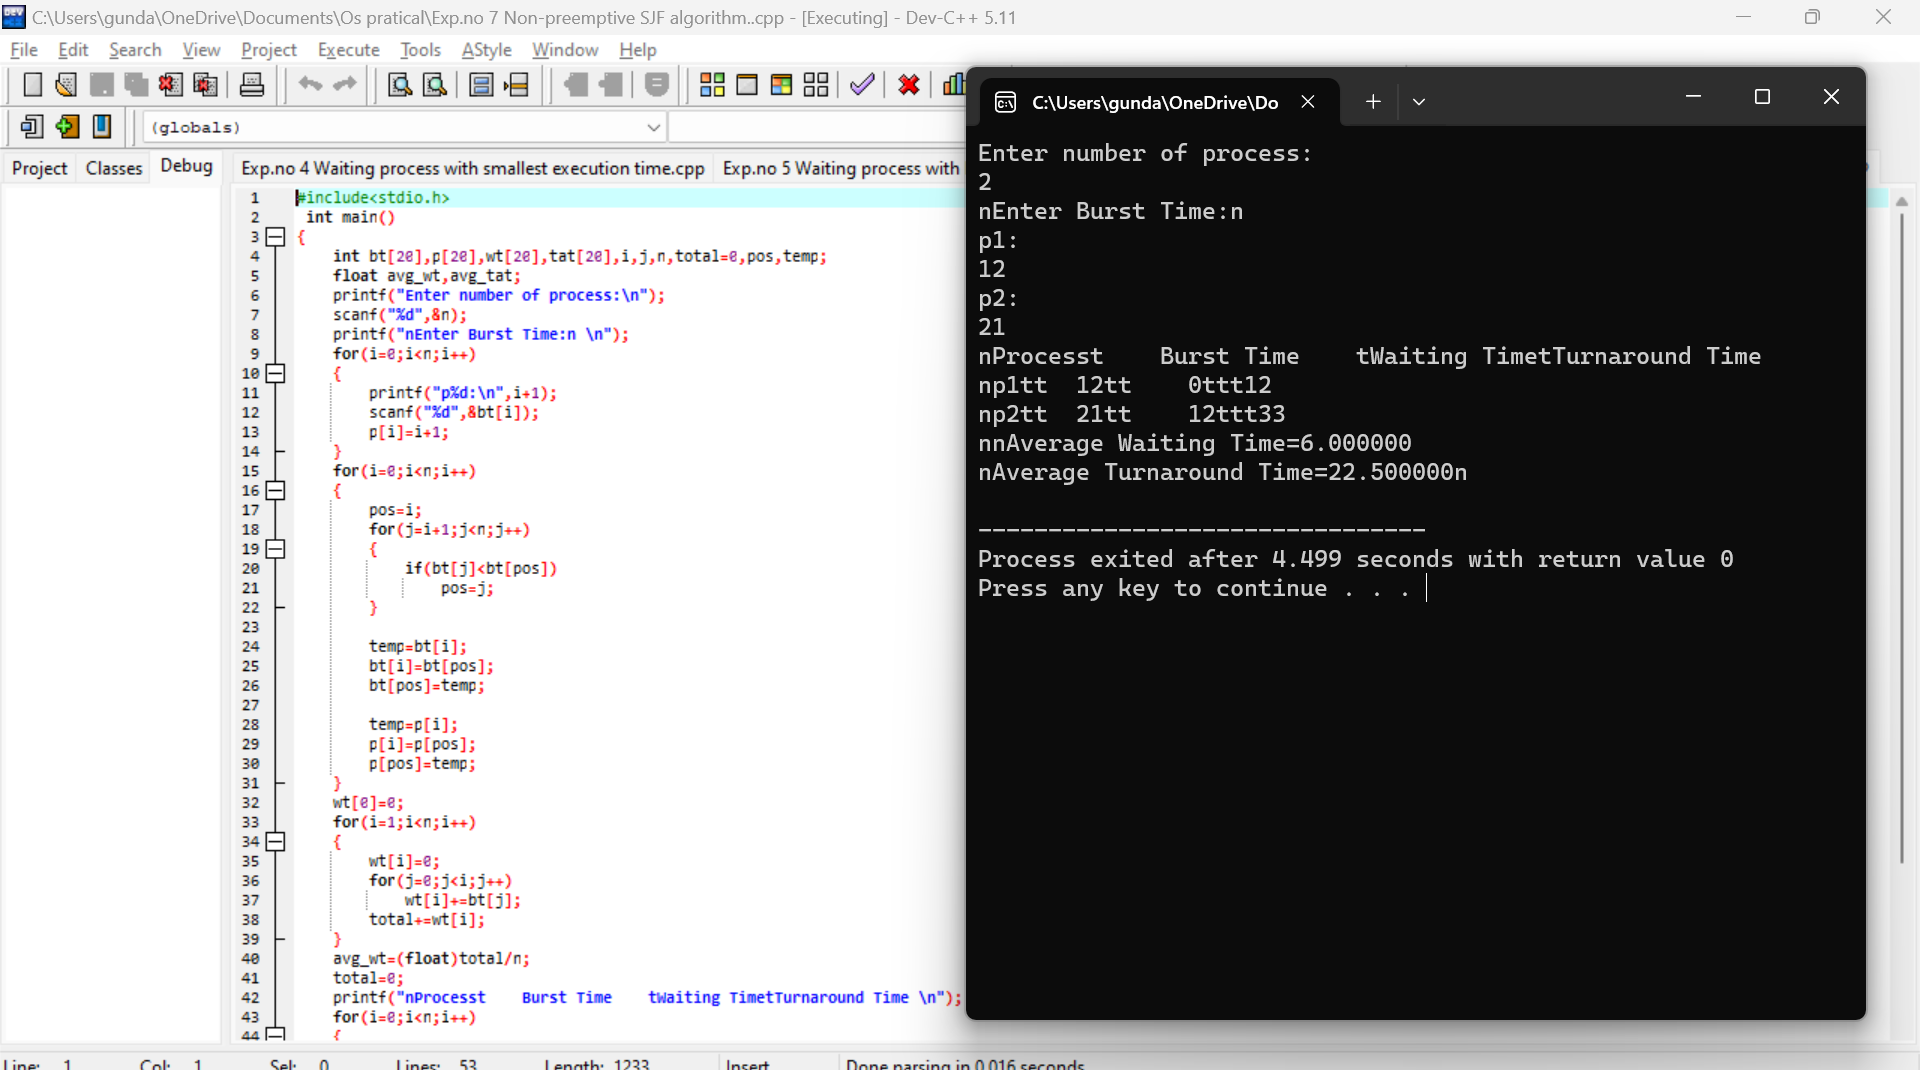 C:\Users\gunda\OneDrive\Documents\Os pratical\Exp.no 7 Non-preemptive SJF algorithm..cpp - [Executing] - Dev-C++ 5.11
File Edit Search View Project Execute Tools AStyle Window Help
(globals)
Project Classes Debug
Exp.no 4 Waiting process with smallest execution time.cpp Exp.no 5 Waiting process with
1 #include<stdio.h>
2 int main()
3 {
4 int bt[20],p[20],wt[20],tat[20],i,j,n,total=0,pos,temp;
5 float avg_wt,avg_tat;
6 printf("Enter number of process:\n");
7 scanf("%d",&n);
8 printf("nEnter Burst Time:n \n");
9 for(i=0;i<n;i++)
10 {
11 printf("p%d:\n",i+1);
12 scanf("%d",&bt[i]);
13 p[i]=i+1;
14 }
15 for(i=0;i<n;i++)
16 {
17 pos=i;
18 for(j=i+1;j<n;j++)
19 {
20 if(bt[j]<bt[pos])
21 pos=j;
22 }
23
24 temp=bt[i];
25 bt[i]=bt[pos];
26 bt[pos]=temp;
27
28 temp=p[i];
29 p[i]=p[pos];
30 p[pos]=temp;
31 }
32 wt[0]=0;
33 for(i=1;i<n;i++)
34 {
35 wt[i]=0;
36 for(j=0;j<i;j++)
37 wt[i]+=bt[j];
38 total+=wt[i];
39 }
40 avg_wt=(float)total/n;
41 total=0;
42 printf("nProcesst    Burst Time    tWaiting TimetTurnaround Time \n");
43 for(i=0;i<n;i++)
44 {
Line: 1 Col: 1 Sel: 0 Lines: 53 Length: 1233 Insert Done parsing in 0.016 seconds
C:\Users\gunda\OneDrive\Do
Enter number of process:
2
nEnter Burst Time:n
p1:
12
p2:
21
nProcesst    Burst Time    tWaiting TimetTurnaround Time
np1tt  12tt    0ttt12
np2tt  21tt    12ttt33
nnAverage Waiting Time=6.000000
nAverage Turnaround Time=22.500000n
--------------------------------
Process exited after 4.499 seconds with return value 0
Press any key to continue . . .